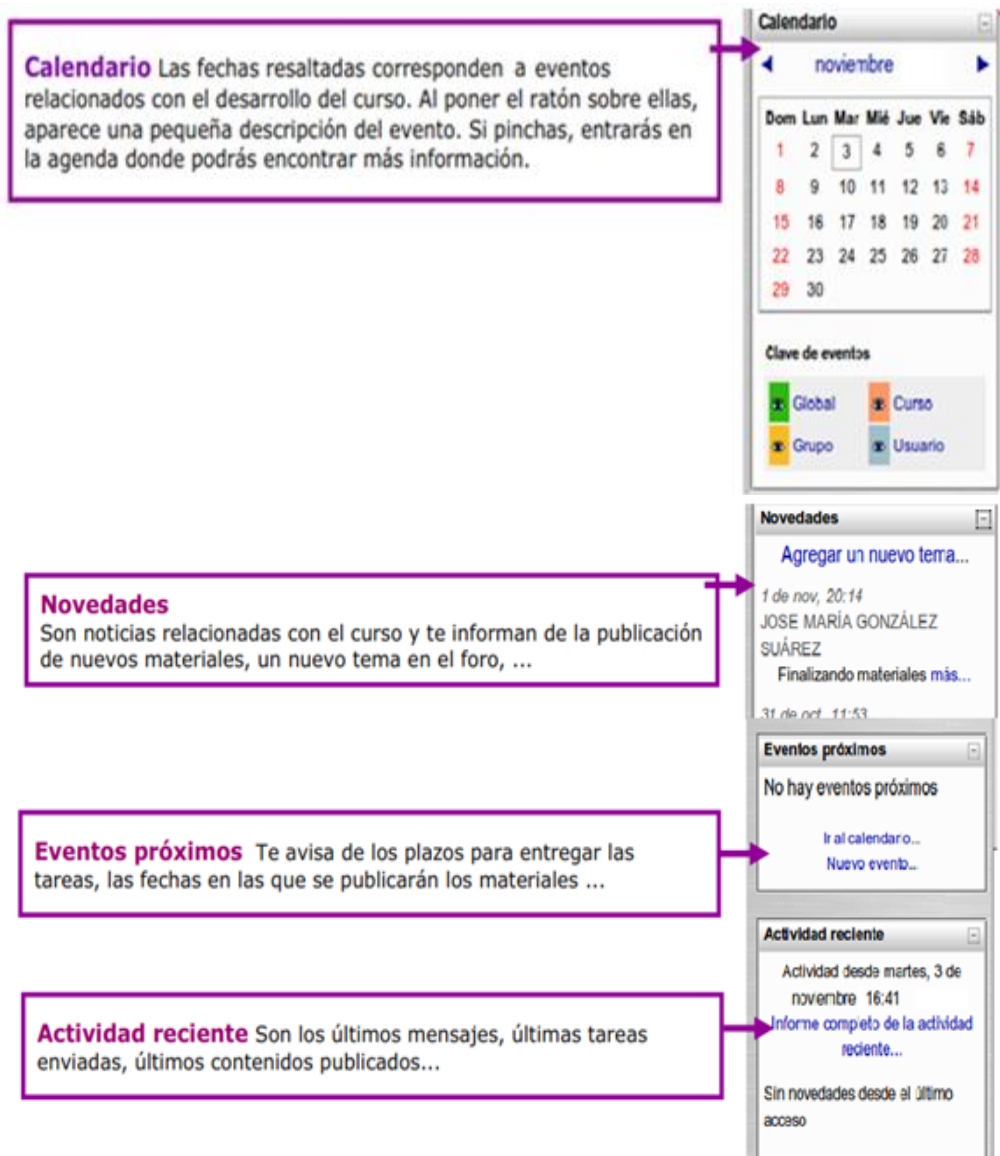 Calendario Las fechas resaltadas corresponden a eventos
relacionados con el desarrollo del curso. Al poner el ratón sobre ellas,
aparece una pequeña descripción del evento. Si pinchas, entrarás en
la agenda donde podrás encontrar más información.
Calendario
noviembre
Dom Lun Mar Mié Jue Vie Sáb
1 2 3 4 5 6 7
8 9 10 11 12 13 14
15 16 17 18 19 20 21
22 23 24 25 26 27 28
29 30
Clave de eventos
Global Curso
Grupo Usuario
Novedades
Son noticias relacionadas con el curso y te informan de la publicación
de nuevos materiales, un nuevo tema en el foro, ...
Novedades
Agregar un nuevo tema...
1 de nov, 20:14
JOSE MARÍA GONZÁLEZ
SUÁREZ
Finalizando materiales más...
31 de oct, 11:53
Eventos próximos Te avisa de los plazos para entregar las
tareas, las fechas en las que se publicarán los materiales ...
Eventos próximos
No hay eventos próximos
Ir al calendario...
Nuevo evento...
Actividad reciente Son los últimos mensajes, últimas tareas
enviadas, últimos contenidos publicados...
Actividad reciente
Actividad desde martes, 3 de
noviembre 16:41
Informe completo de la actividad
reciente...
Sin novedades desde el último
acceso